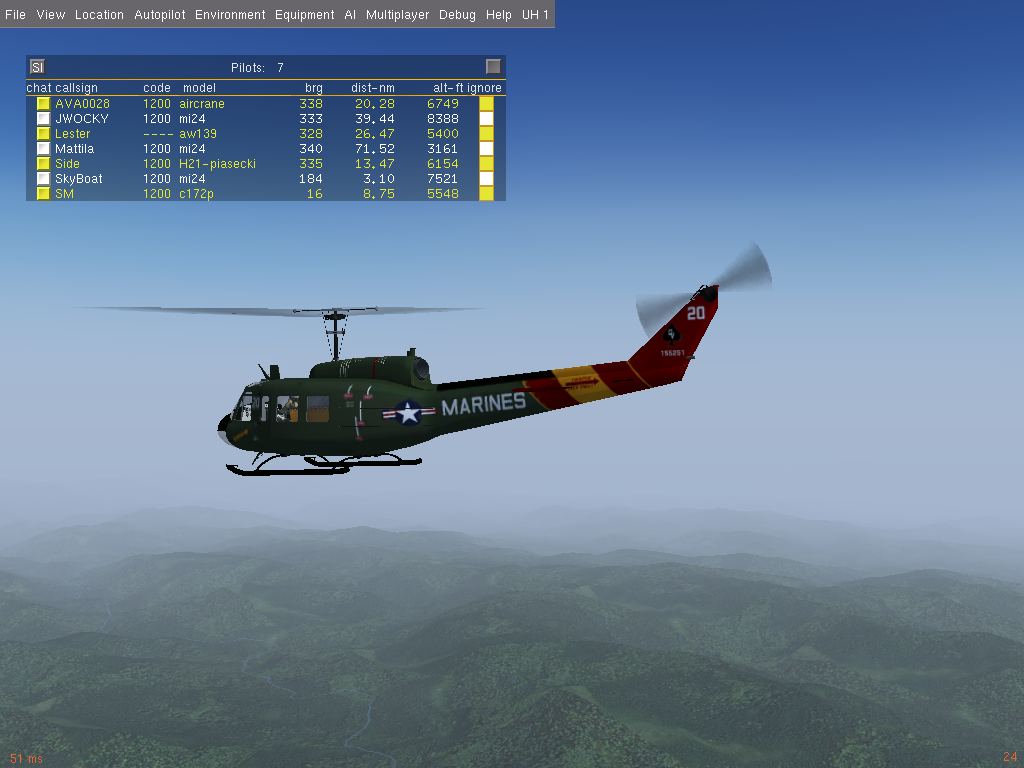 File View Location Autopilot Environment Equipment AI Multiplayer Debug Help UH 1
SI Pilots: 7
chat callsign code model brg dist-nm alt-ft ignore
AVA0028 1200 aircrane 338 20.28 6749
JWOCKY 1200 mi24 333 39.44 8388
Lester ---- aw139 328 26.47 5400
Mattila 1200 mi24 340 71.52 3161
Side 1200 H21-piasecki 335 13.47 6154
SkyBoat 1200 mi24 184 3.10 7521
SM 1200 c172p 16 8.75 5548
20
MARINES
51 ms
24